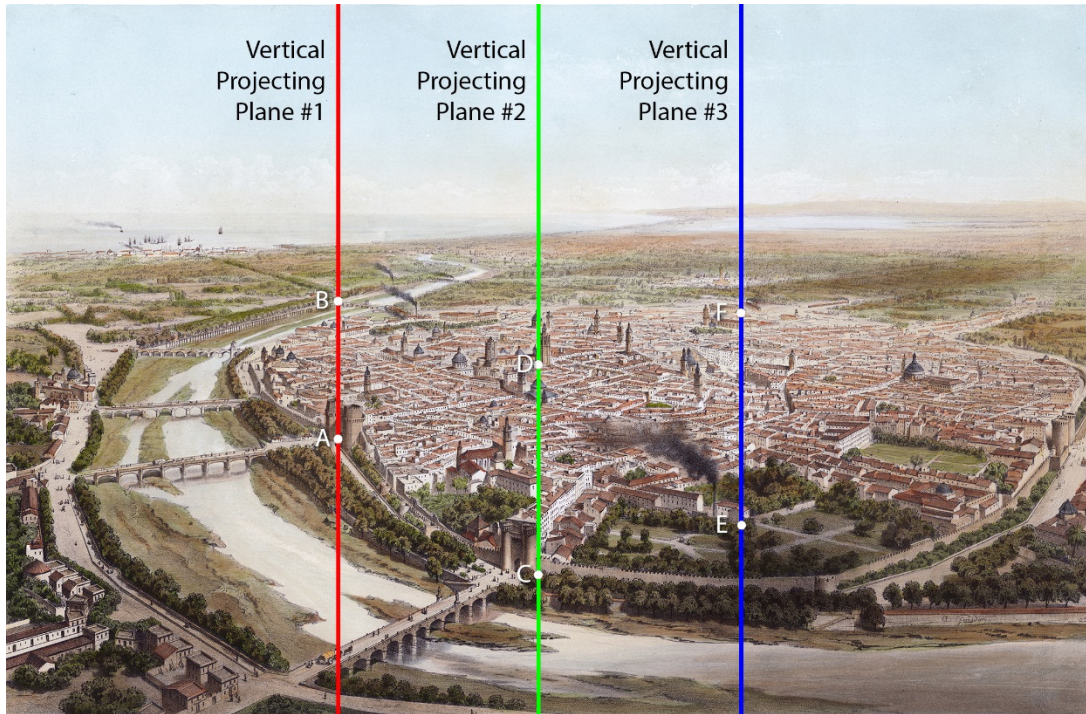 Vertical
Projecting
Plane #1
Vertical
Projecting
Plane #2
Vertical
Projecting
Plane #3
B
F
D
A
E
C